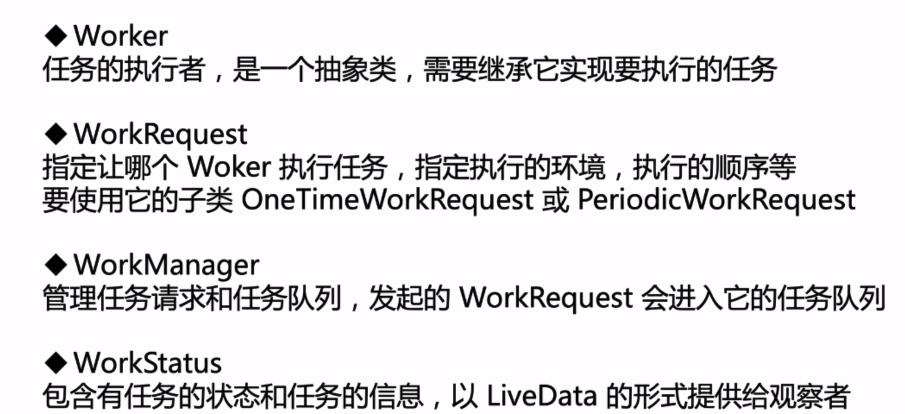 ◆ Worker
任务的执行者，是一个抽象类，需要继承它实现要执行的任务
◆ WorkRequest
指定让哪个 Woker 执行任务，指定执行的环境，执行的顺序等
要使用它的子类 OneTimeWorkRequest 或 PeriodicWorkRequest
◆ WorkManager
管理任务请求和任务队列，发起的 WorkRequest 会进入它的任务队列
◆ WorkStatus
包含有任务的状态和任务的信息，以 LiveData 的形式提供给观察者